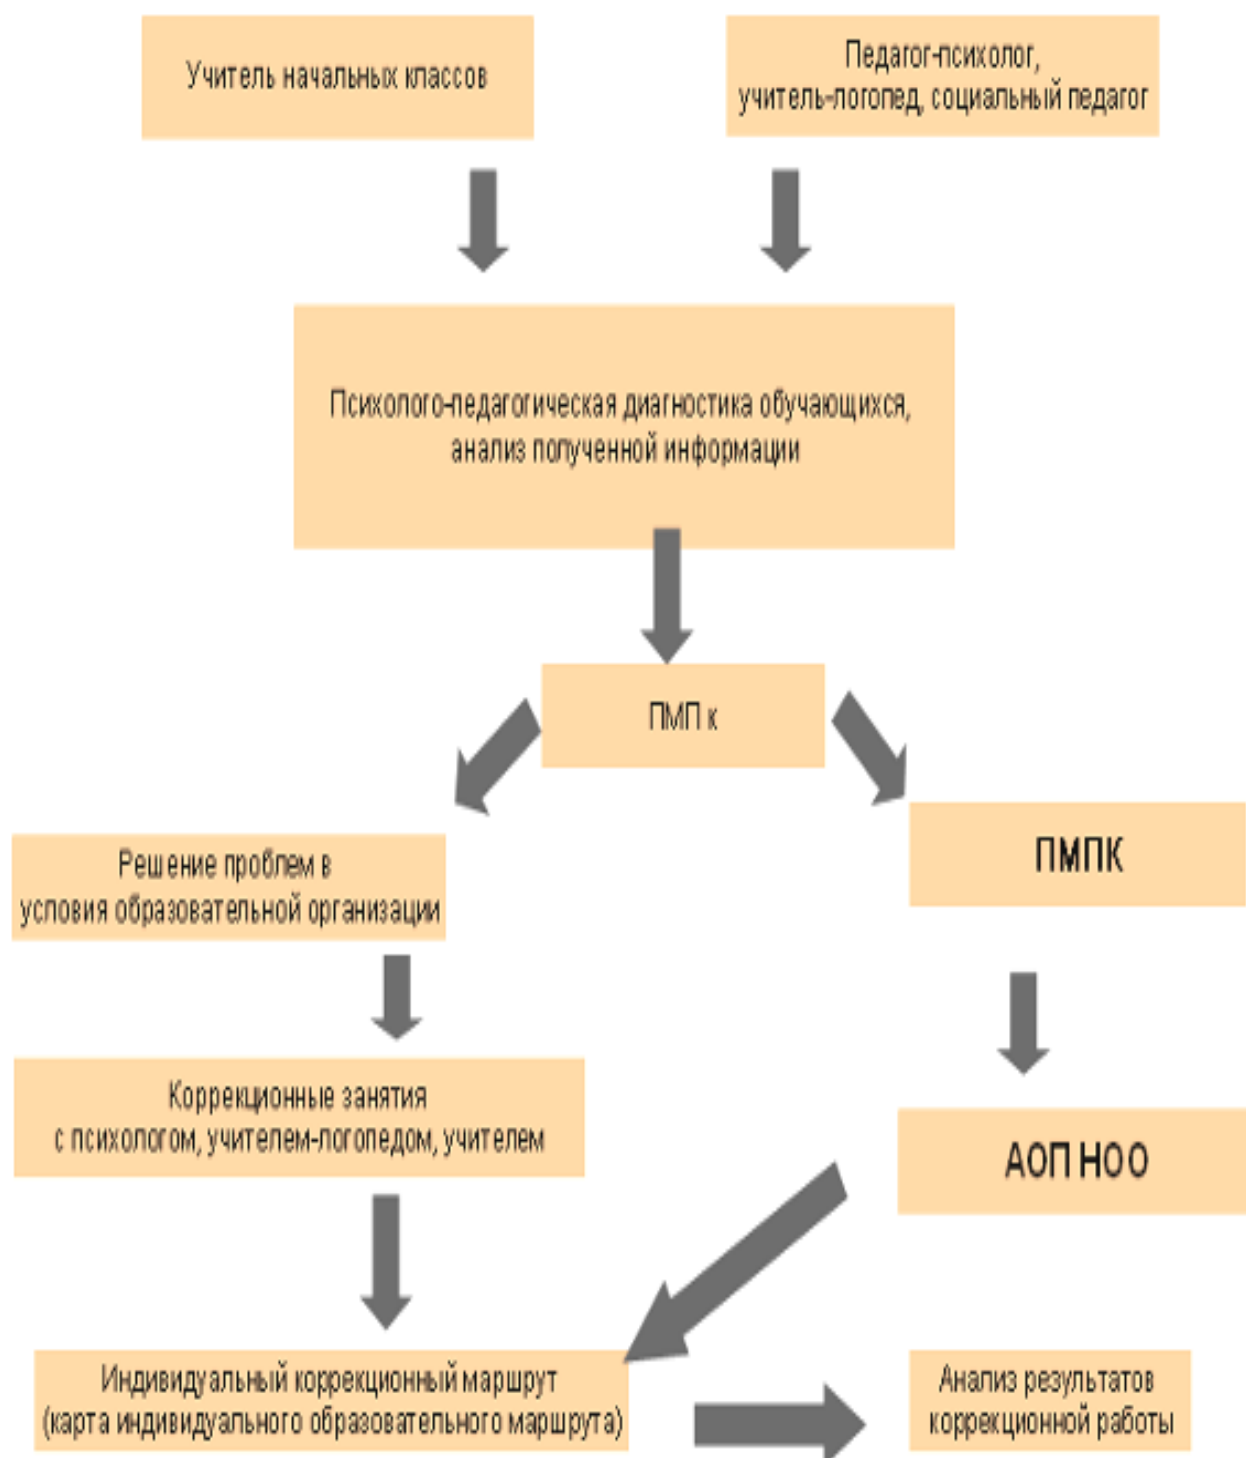 Учитель начальных классов
Педагог-психолог,
учитель-логопед, социальный педагог
Психолого-педагогическая диагностика обучающихся,
анализ полученной информации
ПМП к
Решение проблем в
условия образовательной организации
ПМПК
Коррекционные занятия
с психологом, учителем-логопедом, учителем
АОП НОО
Индивидуальный коррекционный маршрут
(карта индивидуального образовательного маршрута)
Анализ результатов
коррекционной работы